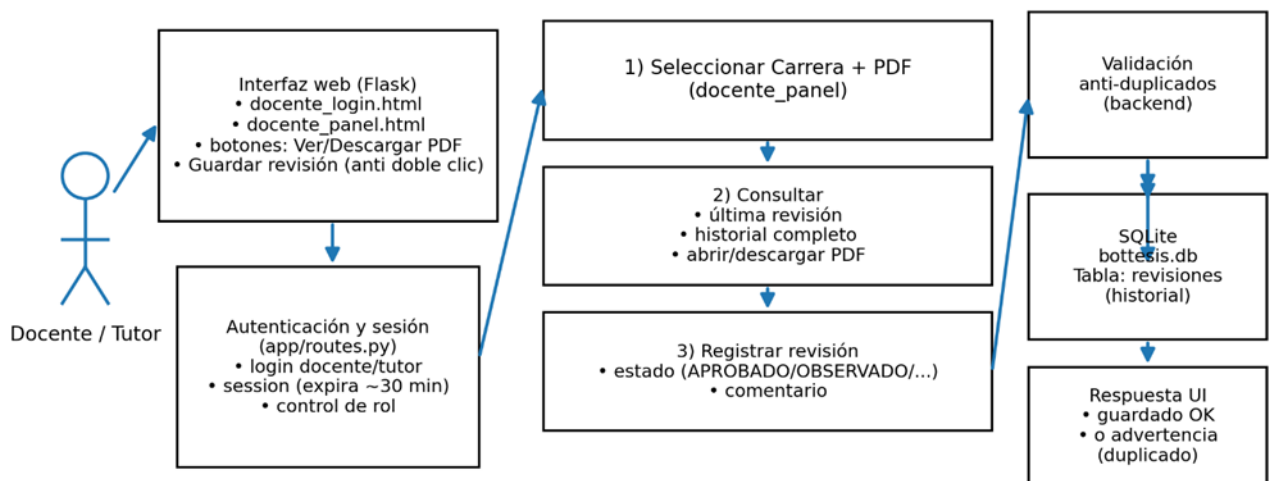 Docente / Tutor
Interfaz web (Flask)
• docente_login.html
• docente_panel.html
• botones: Ver/Descargar PDF
• Guardar revisión (anti doble clic)
Autenticación y sesión
(app/routes.py)
• login docente/tutor
• session (expira ~30 min)
• control de rol
1) Seleccionar Carrera + PDF
(docente_panel)
2) Consultar
• última revisión
• historial completo
• abrir/descargar PDF
3) Registrar revisión
• estado (APROBADO/OBSERVADO/...)
• comentario
Validación
anti-duplicados
(backend)
SQLite
bottesis.db
Tabla: revisiones
(historial)
Respuesta UI
• guardado OK
• o advertencia
(duplicado)